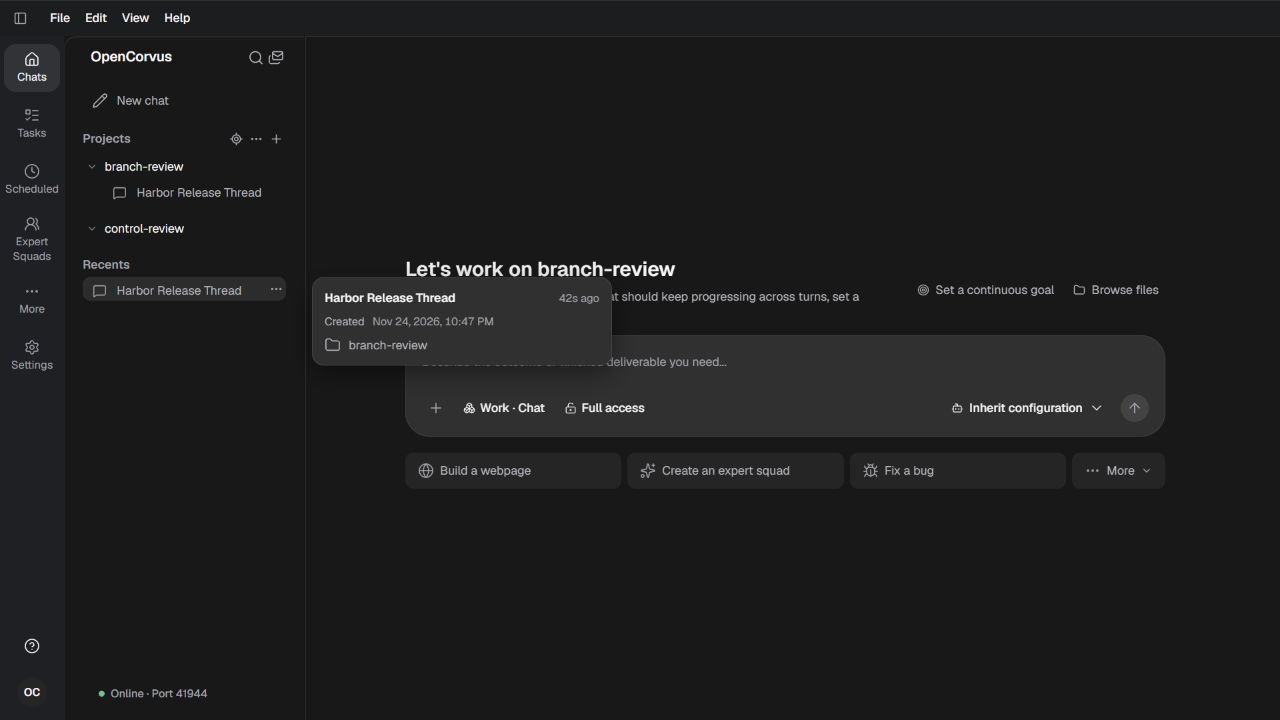 File Edit View Help
Chats
Tasks
Scheduled
Expert
Squads
More
Settings
OC
OpenCorvus
New chat
Projects
branch-review
Harbor Release Thread
control-review
Recents
Harbor Release Thread
Online · Port 41944
Let's work on branch-review
should keep progressing across turns, set a
Set a continuous goal
Browse files
Harbor Release Thread 42s ago
Created Nov 24, 2026, 10:47 PM
branch-review
deliverable you need...
Work · Chat
Full access
Inherit configuration
Build a webpage
Create an expert squad
Fix a bug
More